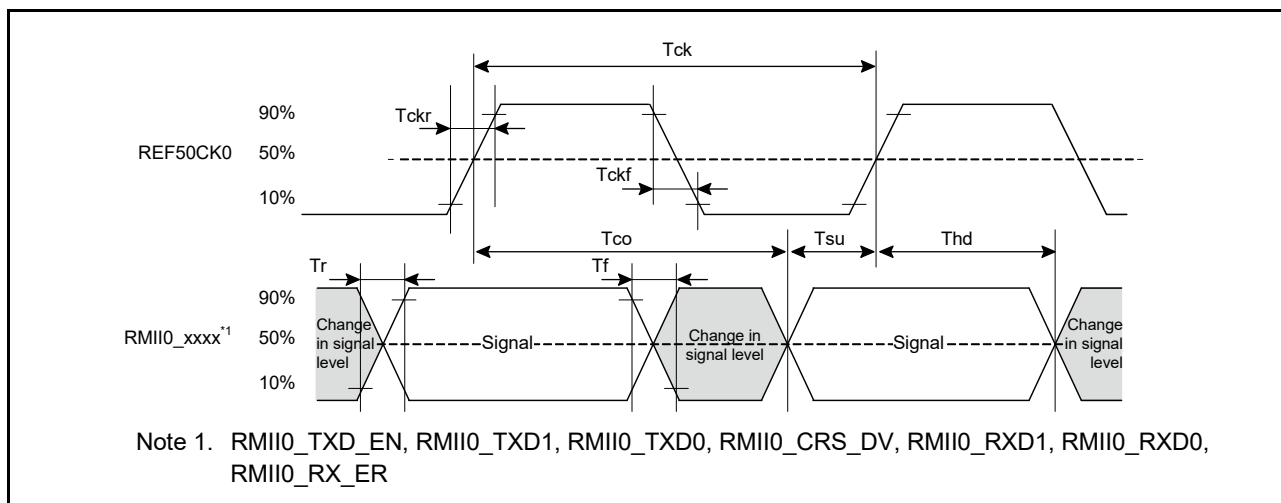 Tck
90%
Tckr
REF50CK0
50%
Tckf
10%
Tco
Tsu
Thd
Tr
Tf
90%
RMII0_xxxx*1
50%
10%
Change
in signal
level
Signal
Change in
signal level
Signal
Change
in signal
level
Note 1. RMII0_TXD_EN, RMII0_TXD1, RMII0_TXD0, RMII0_CRS_DV, RMII0_RXD1, RMII0_RXD0,
RMII0_RX_ER